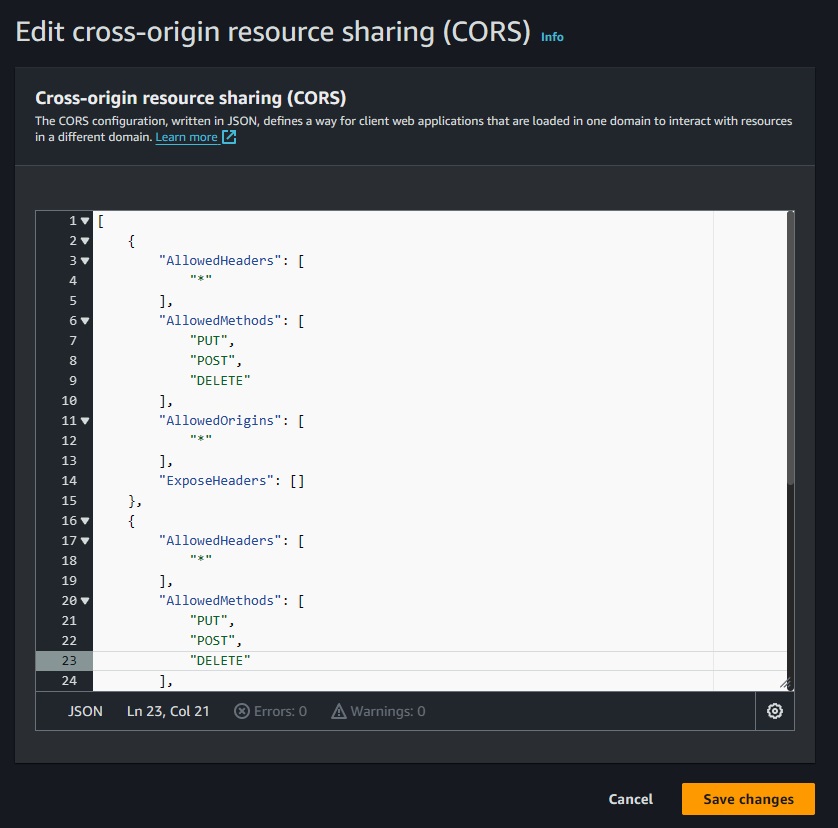 Edit cross-origin resource sharing (CORS) Info
Cross-origin resource sharing (CORS)
The CORS configuration, written in JSON, defines a way for client web applications that are loaded in one domain to interact with resources
in a different domain. Learn more
1 [
2 {
3 "AllowedHeaders": [
4 "*"
5 ],
6 "AllowedMethods": [
7 "PUT",
8 "POST",
9 "DELETE"
10 ],
11 "AllowedOrigins": [
12 "*"
13 ],
14 "ExposeHeaders": []
15 },
16 {
17 "AllowedHeaders": [
18 "*"
19 ],
20 "AllowedMethods": [
21 "PUT",
22 "POST",
23 "DELETE"
24 ],
JSON Ln 23, Col 21 Errors: 0 Warnings: 0
Cancel Save changes